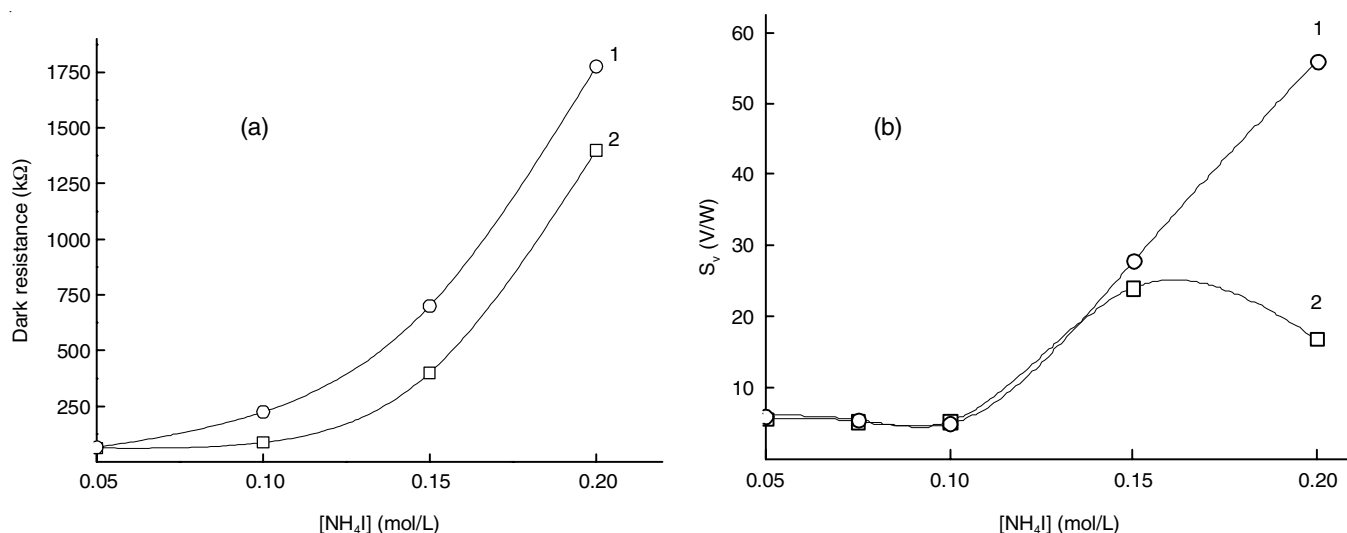 1750
1500
1250
1000
750
500
250
0.05 0.10 0.15 0.20
Dark resistance (kΩ)
[NH₄I] (mol/L)
(a)
1
2
60
50
40
30
20
10
0.05 0.10 0.15 0.20
Sᵥ (V/W)
[NH₄I] (mol/L)
(b)
1
2